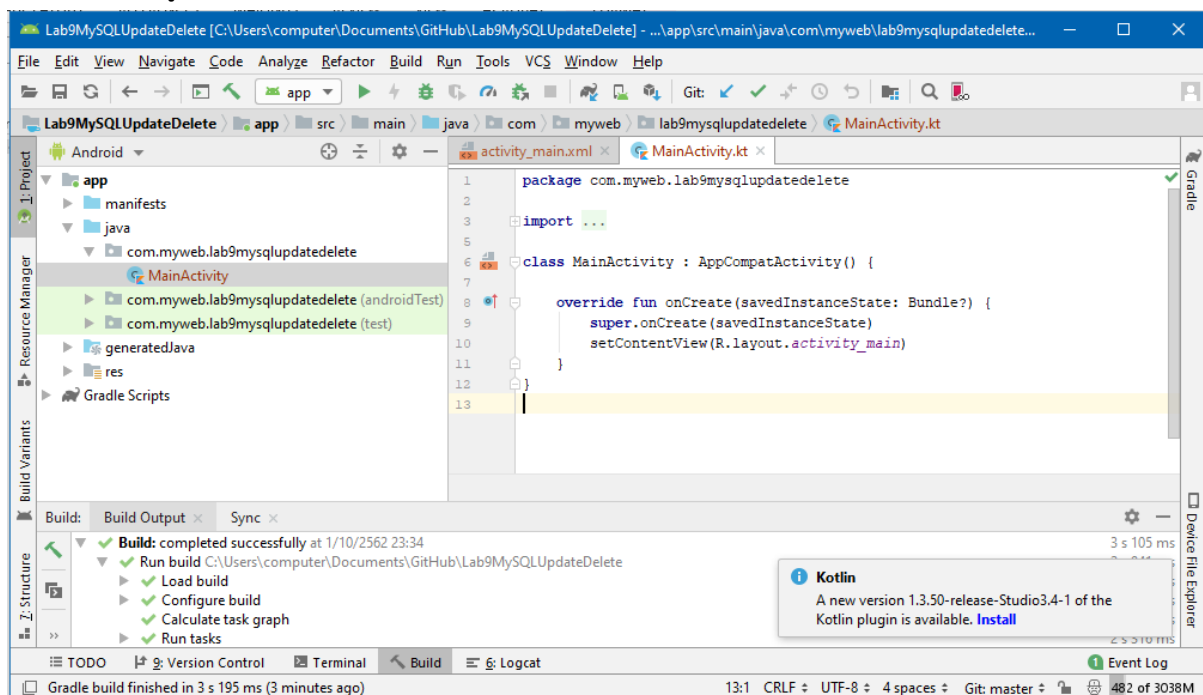 Lab9MySQLUpdateDelete [C:\Users\computer\Documents\GitHub\Lab9MySQLUpdateDelete] - ...\app\src\main\java\com\myweb\lab9mysqlupdatedelete...
File Edit View Navigate Code Analyze Refactor Build Run Tools VCS Window Help
app Git:
Lab9MySQLUpdateDelete app src main java com myweb lab9mysqlupdatedelete MainActivity.kt
1: Project
Resource Manager
Build Variants
Z: Structure
Android
app
manifests
java
com.myweb.lab9mysqlupdatedelete
MainActivity
com.myweb.lab9mysqlupdatedelete (androidTest)
com.myweb.lab9mysqlupdatedelete (test)
generatedJava
res
Gradle Scripts
activity_main.xml MainActivity.kt
1 package com.myweb.lab9mysqlupdatedelete
2
3 import ...
5
6 class MainActivity : AppCompatActivity() {
7
8 override fun onCreate(savedInstanceState: Bundle?) {
9 super.onCreate(savedInstanceState)
10 setContentView(R.layout.activity_main)
11 }
12 }
13
Gradle
Device File Explorer
Build: Build Output Sync
Build: completed successfully at 1/10/2562 23:34 3 s 105 ms
Run build C:\Users\computer\Documents\GitHub\Lab9MySQLUpdateDelete
Load build
Configure build
Calculate task graph
Run tasks
Kotlin
A new version 1.3.50-release-Studio3.4-1 of the
Kotlin plugin is available. Install
TODO 9: Version Control Terminal Build 6: Logcat 1 Event Log
Gradle build finished in 3 s 195 ms (3 minutes ago) 13:1 CRLF UTF-8 4 spaces Git: master 482 of 3038M